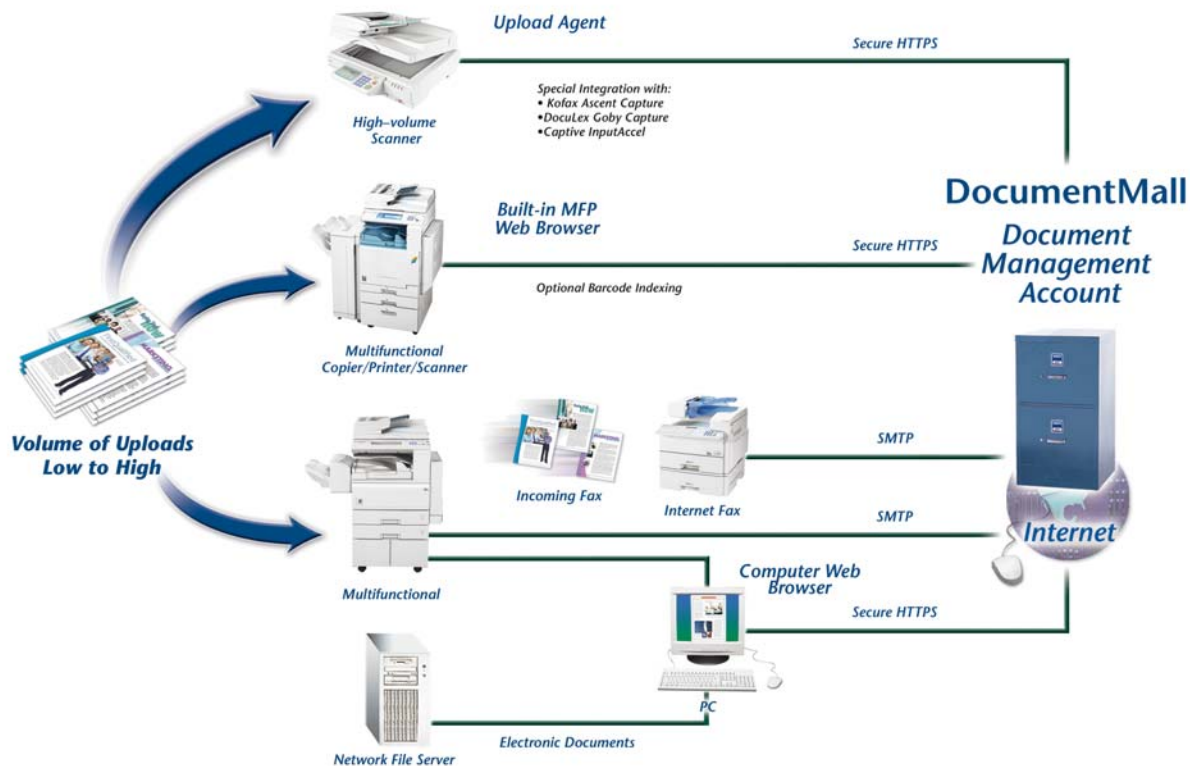 Upload Agent
Secure HTTPS
Special Integration with:
• Kofax Ascent Capture
•DocuLex Goby Capture
•Captive InputAccel
High-volume
Scanner
DocumentMall
Document
Management
Account
Built-in MFP
Web Browser
Secure HTTPS
Optional Barcode Indexing
Multifunctional
Copier/Printer/Scanner
Volume of Uploads
Low to High
SMTP
Incoming Fax
Internet Fax
SMTP
Internet
Multifunctional
Computer Web
Browser
Secure HTTPS
PC
Electronic Documents
Network File Server